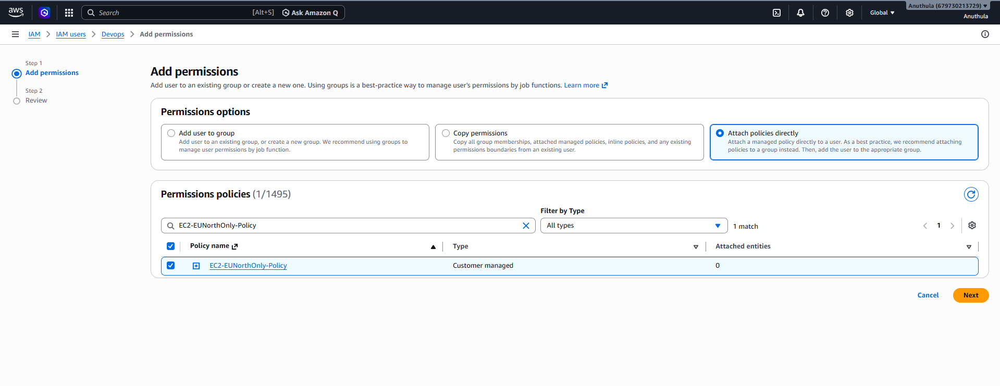 aws
Search [Alt+S] Ask Amazon Q
Global
Anuthula (679730213729)
Anuthula
IAM
IAM users
Devops
Add permissions
Step 1
Add permissions
Step 2
Review
Add permissions
Add user to an existing group or create a new one. Using groups is a best-practice way to manage user's permissions by job functions. Learn more
Permissions options
Add user to group
Add user to an existing group, or create a new group. We recommend using groups to
manage user permissions by job function.
Copy permissions
Copy all group memberships, attached managed policies, inline policies, and any existing
permissions boundaries from an existing user.
Attach policies directly
Attach a managed policy directly to a user. As a best practice, we recommend attaching
policies to a group instead. Then, add the user to the appropriate group.
Permissions policies (1/1495)
Filter by Type
EC2-EUNorthOnly-Policy
All types
1 match
1
Policy name
Type
Attached entities
EC2-EUNorthOnly-Policy
Customer managed
0
Cancel
Next